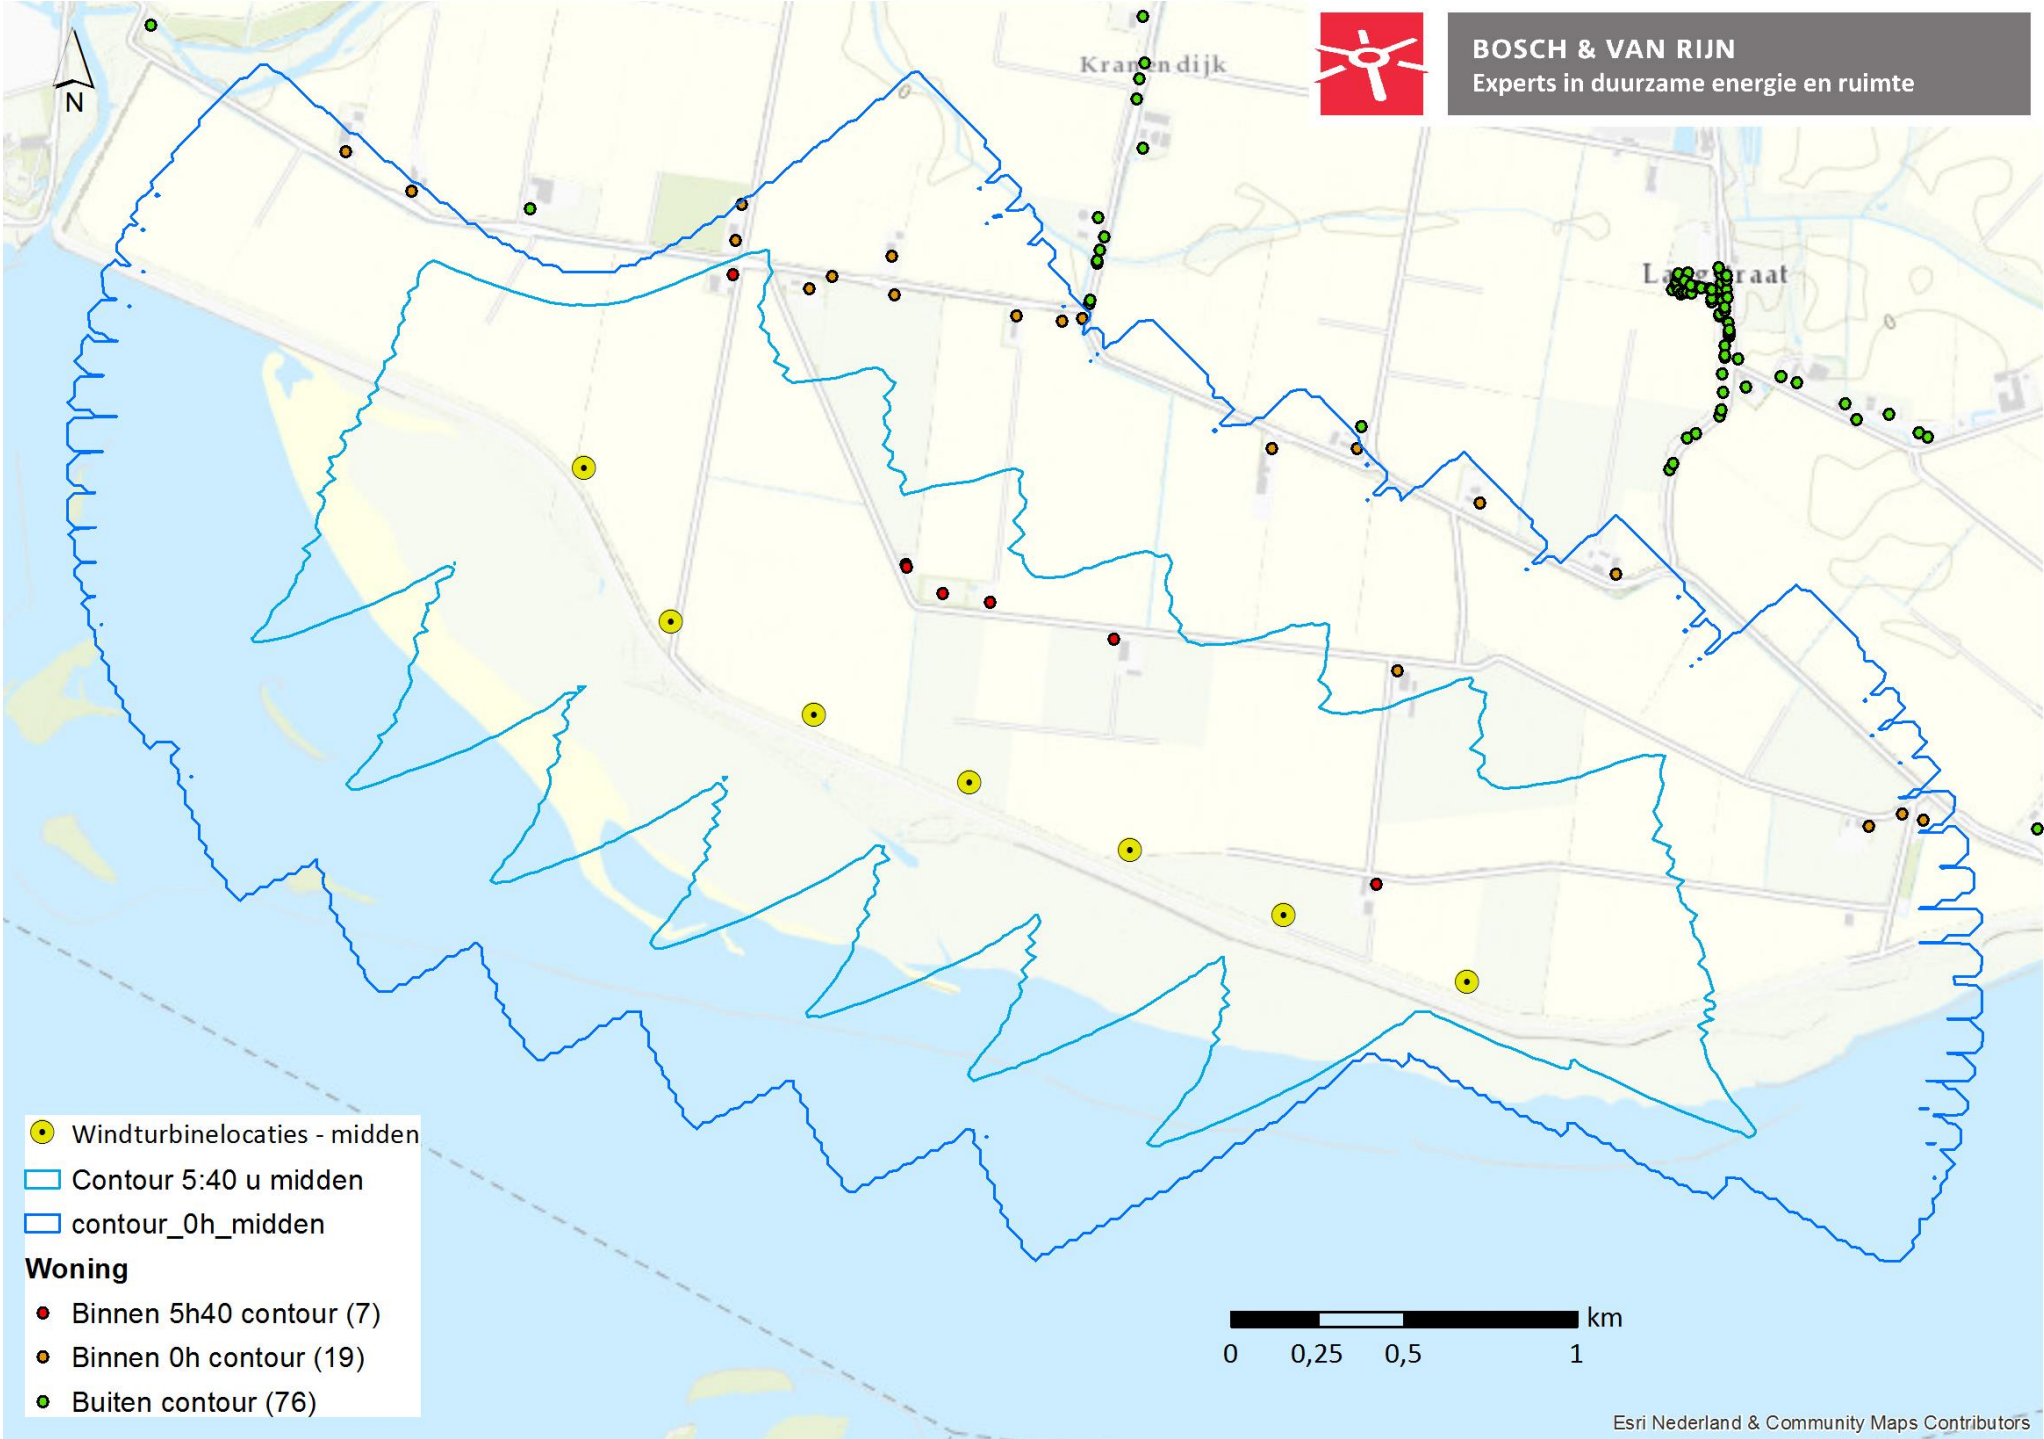 N
Kranendijk
BOSCH & VAN RIJN
Experts in duurzame energie en ruimte
0
0
Windturbinelocaties - midden
Contour 5:40 u midden
contour_0h_midden
Woning
Binnen 5h40 contour (7)
Binnen 0h contour (19)
Buiten contour (76)
km
0 0,25 0,5 1
Esri Nederland & Community Maps Contributors